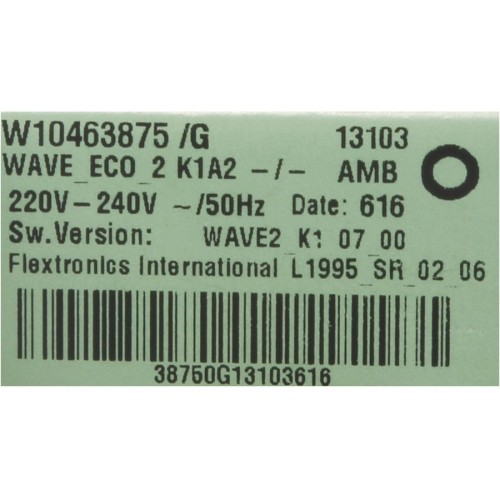 W10463875 /G 13103
WAVE_ECO_2 K1A2 -/- AMB
220V-240V ~/50Hz Date: 616
Sw.Version: WAVE2_K1_07_00
Flextronics International L1995_SR_02_06
38750G13103616